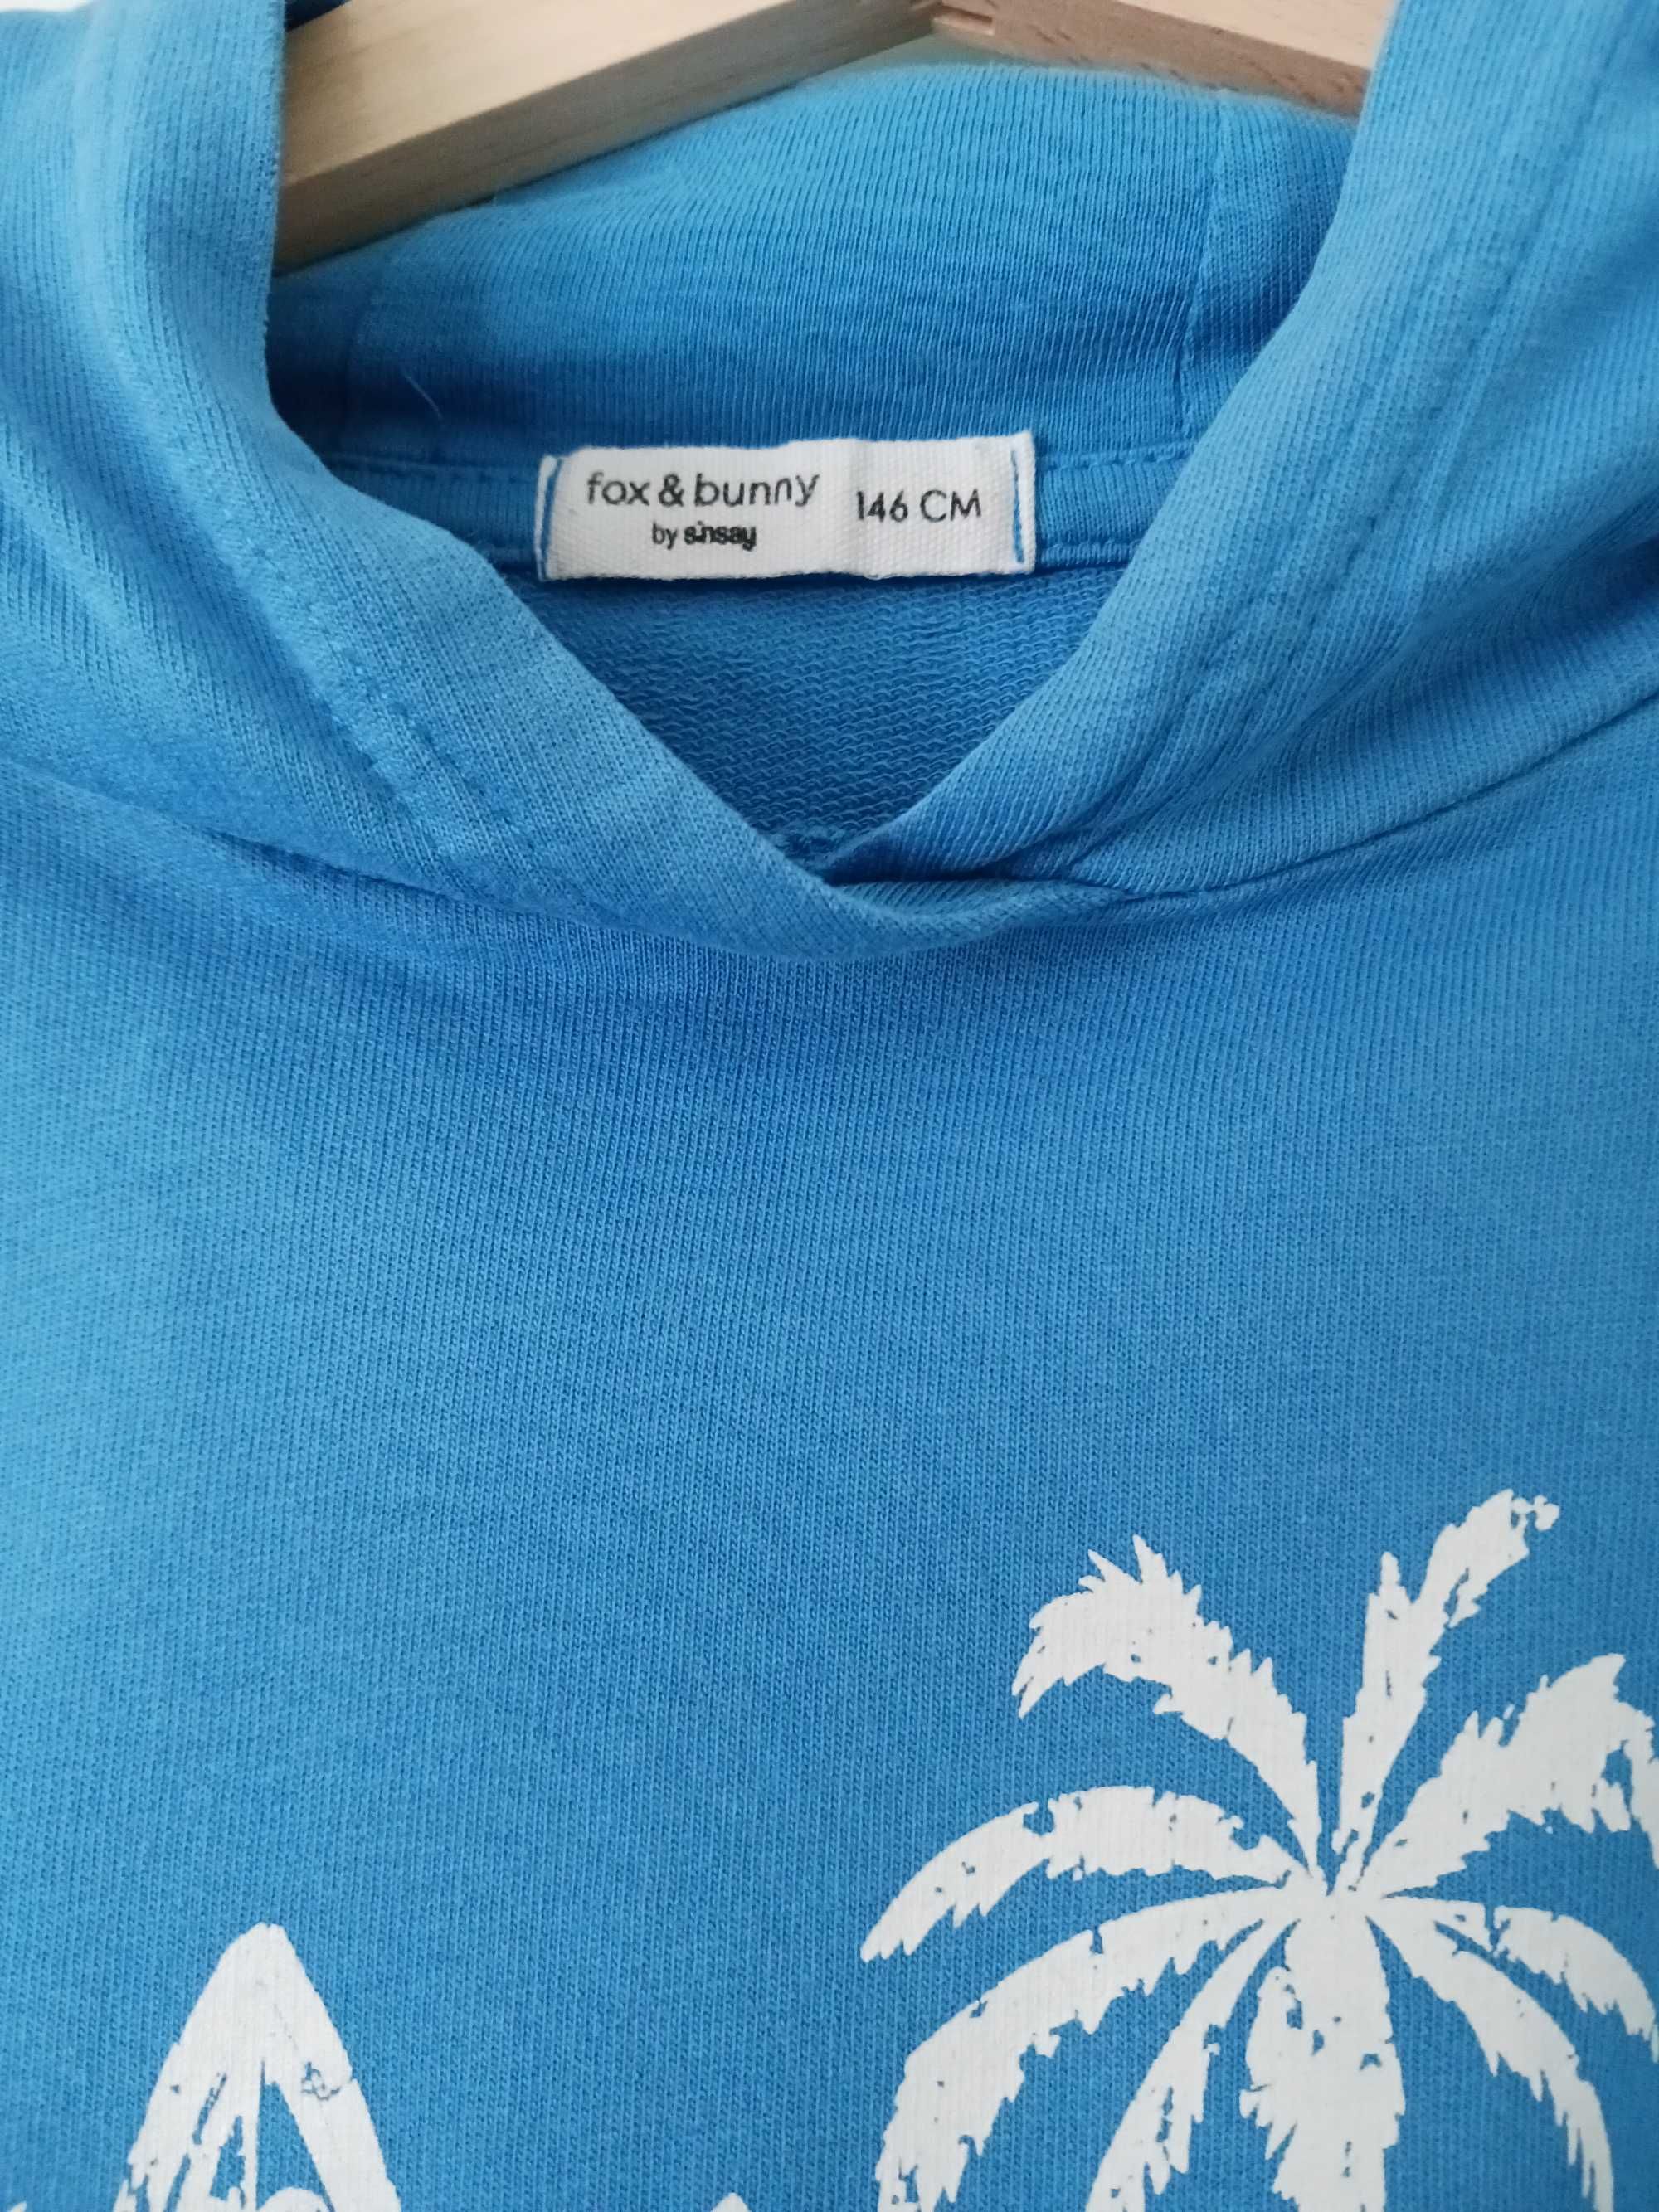 fox & bunny
by sinsay
146 CM